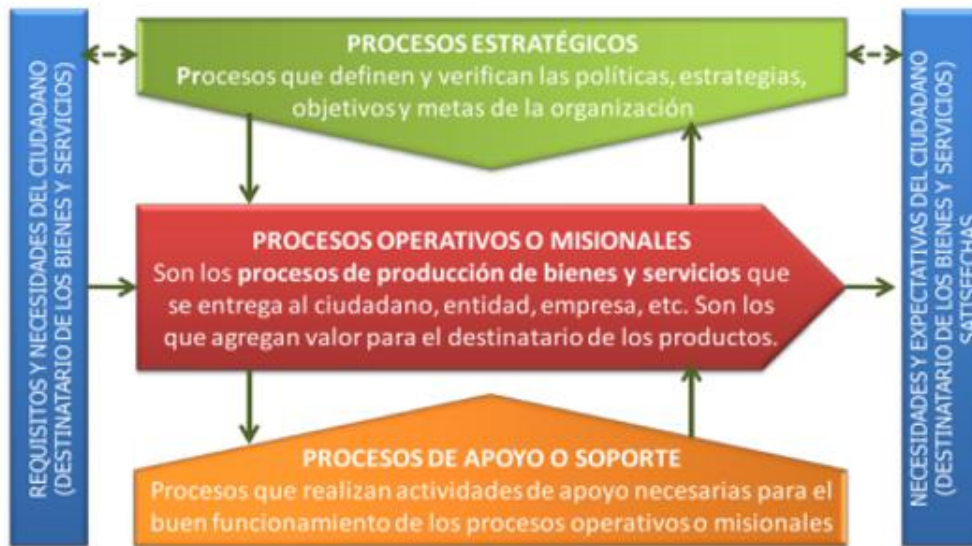 REQUISITOS Y NECESIDADES DEL CIUDADANO
(DESTINATARIO DE LOS BIENES Y SERVICIOS)
PROCESOS ESTRATÉGICOS
Procesos que definen y verifican las políticas, estrategias,
objetivos y metas de la organización
PROCESOS OPERATIVOS O MISIONALES
Son los procesos de producción de bienes y servicios que
se entrega al ciudadano, entidad, empresa, etc. Son los
que agregan valor para el destinatario de los productos.
PROCESOS DE APOYO O SOPORTE
Procesos que realizan actividades de apoyo necesarias para el
buen funcionamiento de los procesos operativos o misionales
NECESIDADES Y EXPECTATIVAS DEL CIUDADANO
(DESTINATARIO DE LOS BIENES Y SERVICIOS)
SATISFECHAS